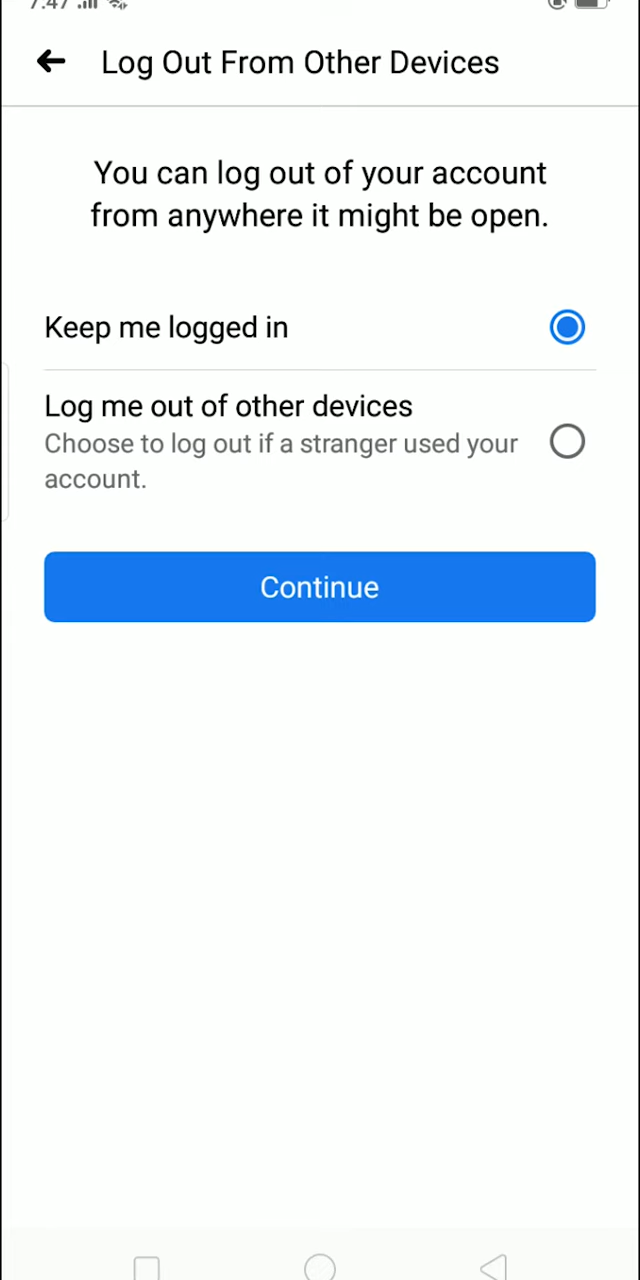 7:47
Log Out From Other Devices
You can log out of your account
from anywhere it might be open.
Keep me logged in
Log me out of other devices
Choose to log out if a stranger used your
account.
Continue